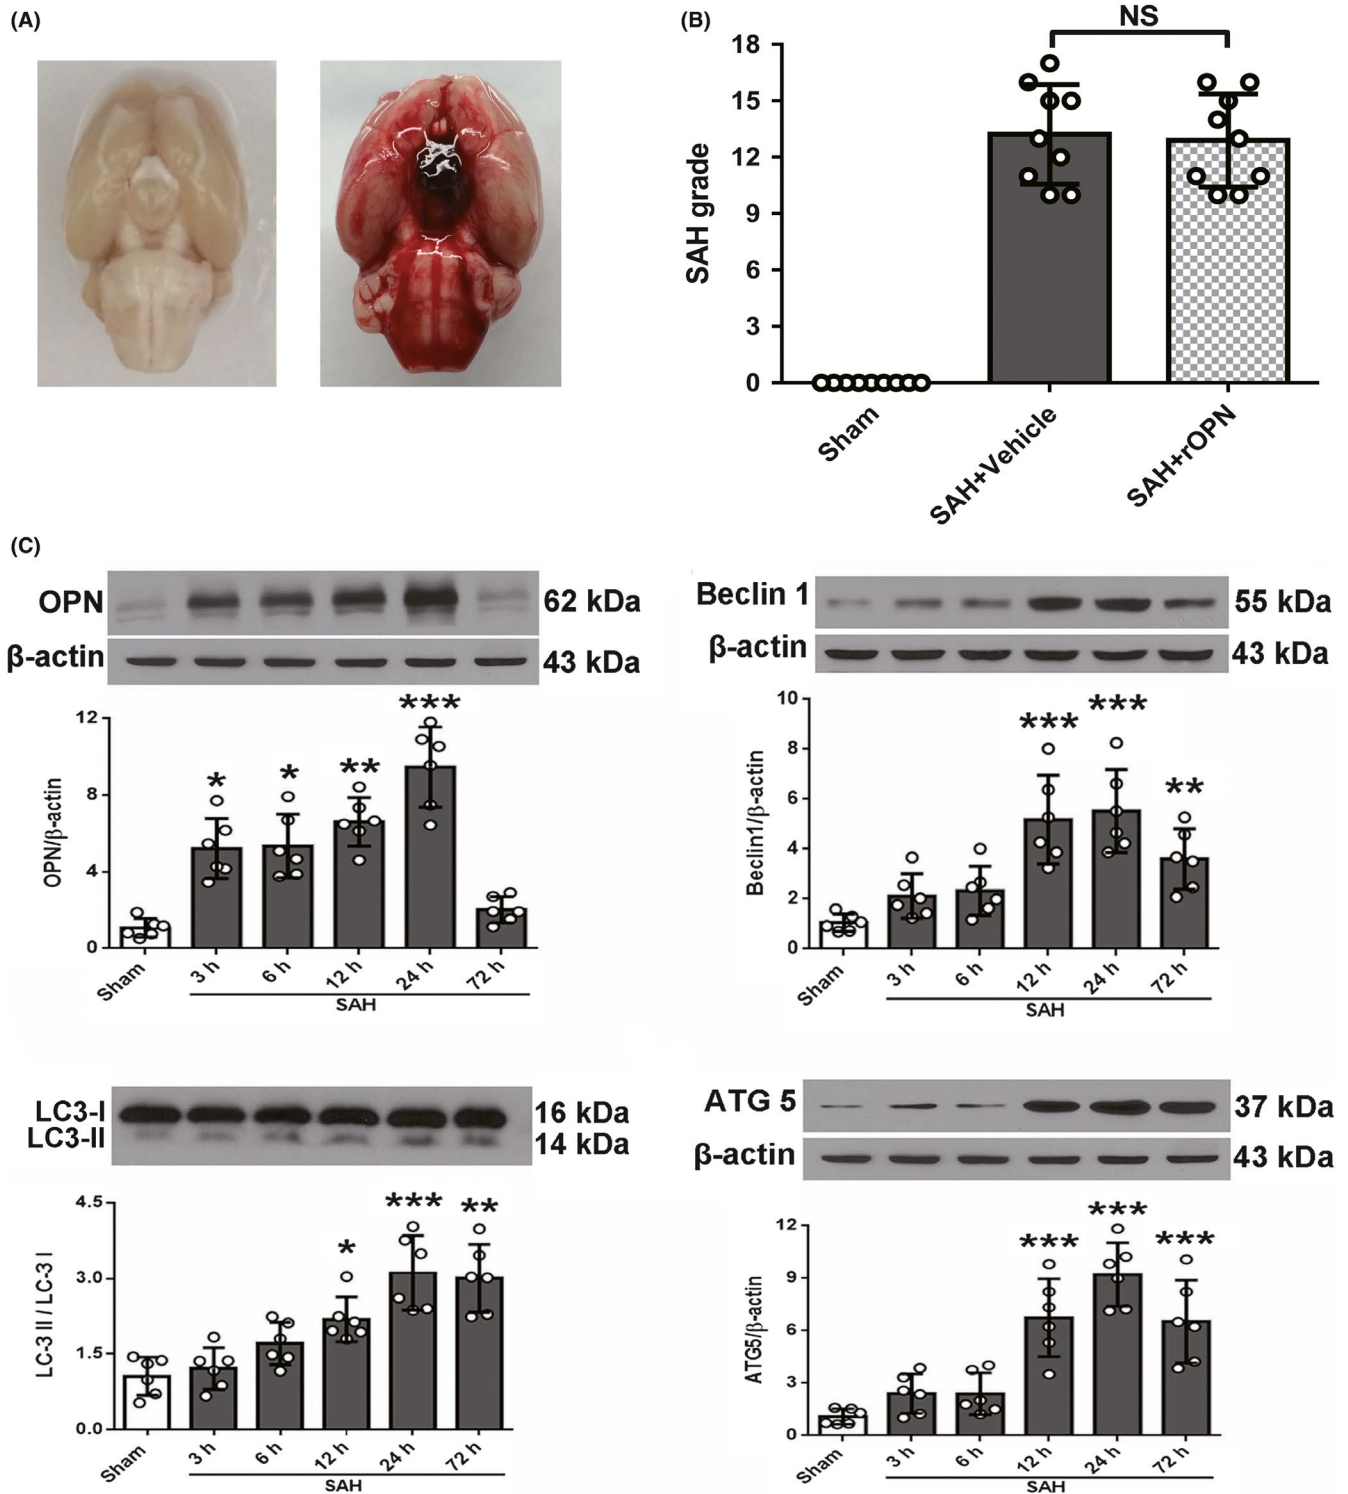 (A)
(B)
NS
SAH grade
18
15
12
9
6
3
0
Sham
SAH+Vehicle
SAH+rOPN
(C)
OPN
62 kDa
β-actin
43 kDa
OPN/β-actin
12
8
4
0
*
*
**
***
Sham
3 h
6 h
12 h
24 h
72 h
SAH
Beclin 1
55 kDa
β-actin
43 kDa
Beclin1/β-actin
10
8
6
4
2
0
***
***
**
Sham
3 h
6 h
12 h
24 h
72 h
SAH
LC3-I
16 kDa
LC3-II
14 kDa
LC-3 II / LC-3 I
4.5
3.0
1.5
0.0
*
***
**
Sham
3 h
6 h
12 h
24 h
72 h
SAH
ATG 5
37 kDa
β-actin
43 kDa
ATG5/β-actin
12
9
6
3
0
***
***
***
Sham
3 h
6 h
12 h
24 h
72 h
SAH